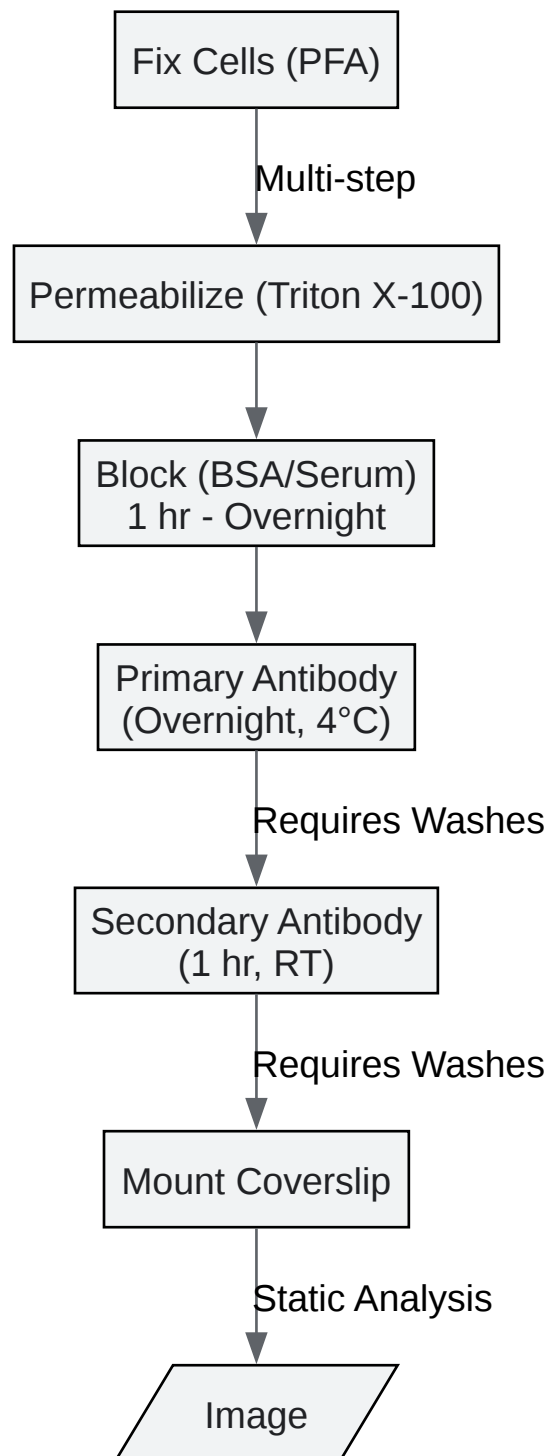 Fix Cells (PFA)
Multi-step
Permeabilize (Triton X-100)
Block (BSA/Serum)
1 hr - Overnight
Primary Antibody
(Overnight, 4°C)
Requires Washes
Secondary Antibody
(1 hr, RT)
Requires Washes
Mount Coverslip
Static Analysis
Image